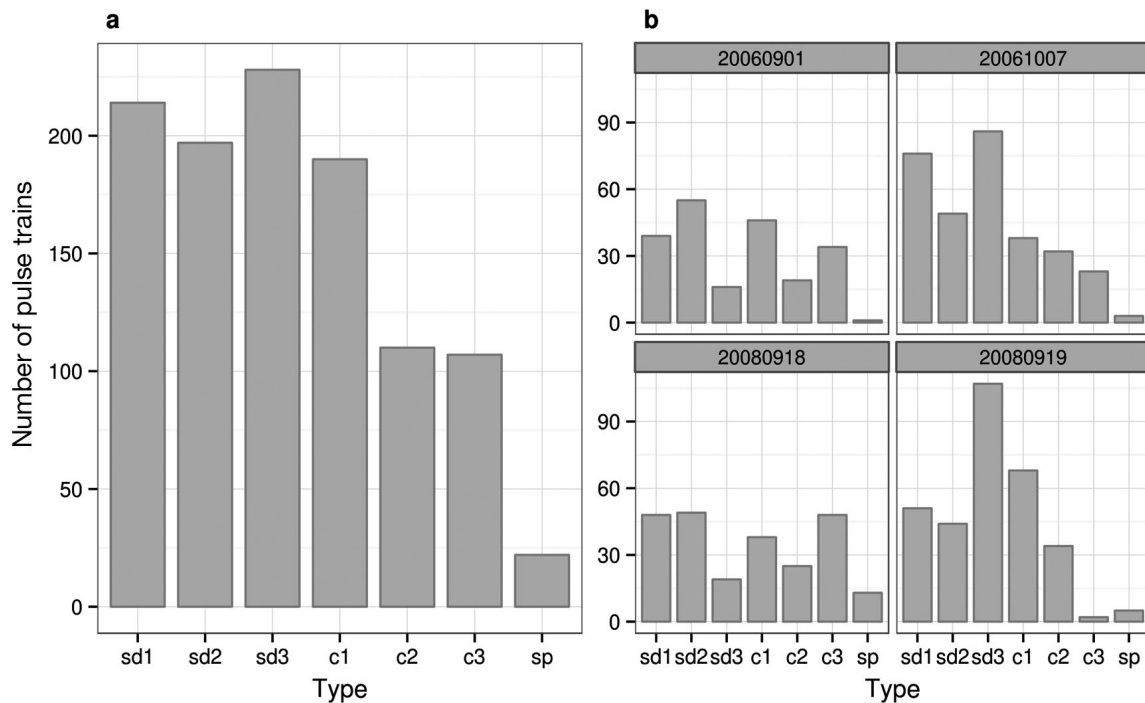 a
Number of pulse trains
200
150
100
50
0
sd1 sd2 sd3 c1 c2 c3 sp
Type
b
20060901 20061007
90
60
30
0
20080918 20080919
90
60
30
0
sd1 sd2 sd3 c1 c2 c3 sp sd1 sd2 sd3 c1 c2 c3 sp
Type